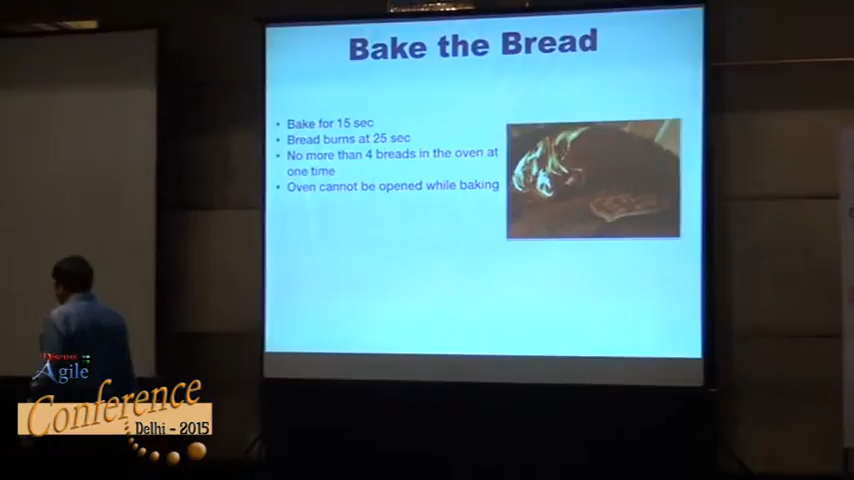 Bake the Bread
• Bake for 15 sec
• Bread burns at 25 sec
• No more than 4 breads in the oven at
one time
• Oven cannot be opened while baking
Discuss
Agile
Conference
Delhi - 2015